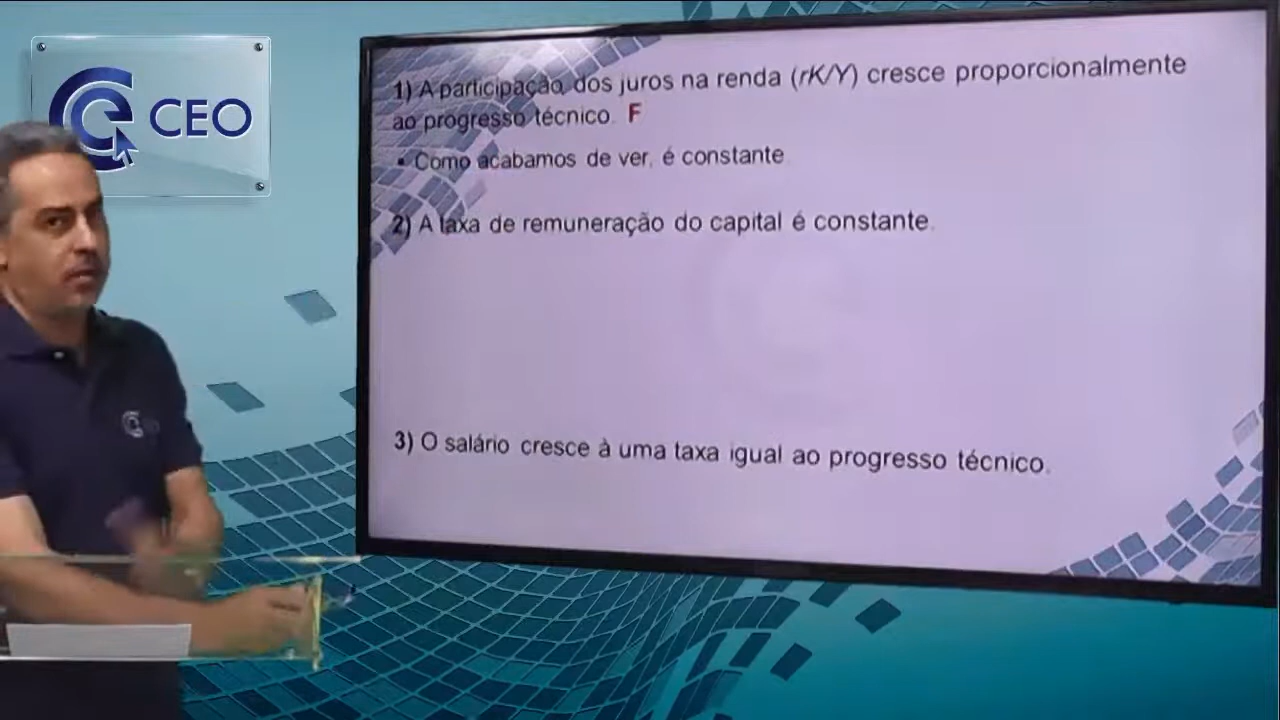 CEO
1) A participação dos juros na renda (rK/Y) cresce proporcionalmente
ao progresso técnico. F
▪ Como acabamos de ver, é constante.
2) A taxa de remuneração do capital é constante.
3) O salário cresce à uma taxa igual ao progresso técnico.